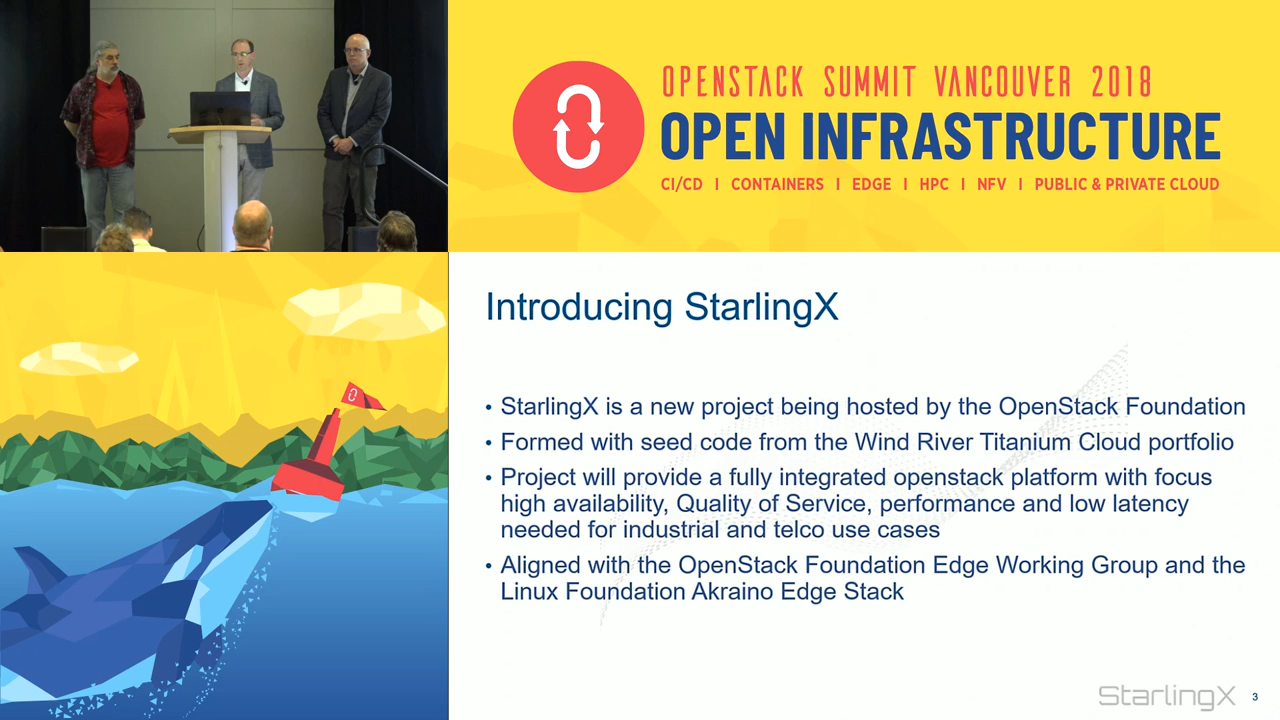 OPENSTACK SUMMIT VANCOUVER 2018
OPEN INFRASTRUCTURE
CI/CD | CONTAINERS | EDGE | HPC | NFV | PUBLIC & PRIVATE CLOUD
Introducing StarlingX
• StarlingX is a new project being hosted by the OpenStack Foundation
• Formed with seed code from the Wind River Titanium Cloud portfolio
• Project will provide a fully integrated openstack platform with focus
high availability, Quality of Service, performance and low latency
needed for industrial and telco use cases
• Aligned with the OpenStack Foundation Edge Working Group and the
Linux Foundation Akraino Edge Stack
StarlingX 3